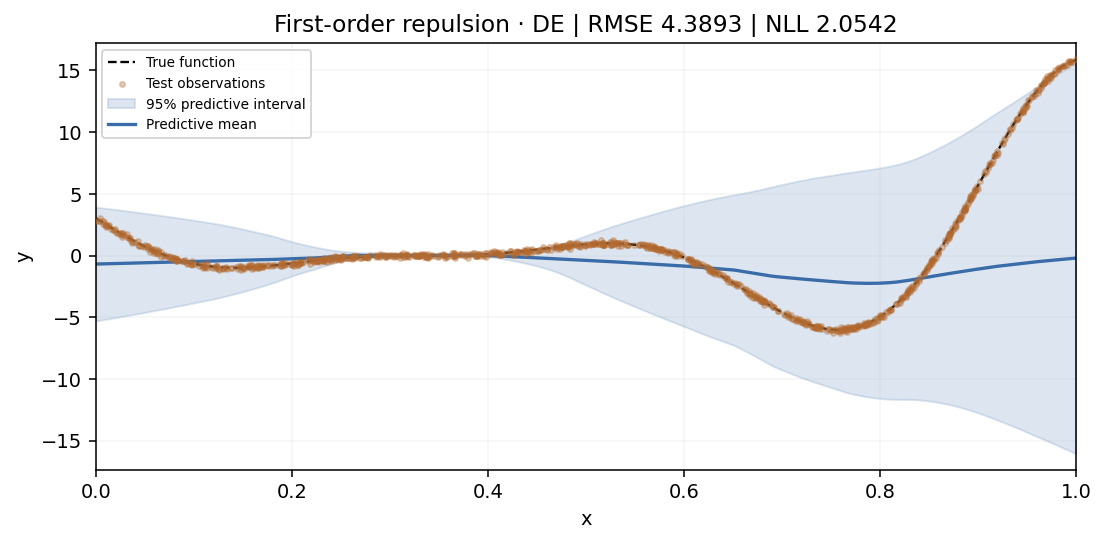 First-order repulsion · DE | RMSE 4.3893 | NLL 2.0542
True function
Test observations
95% predictive interval
Predictive mean
15
10
5
0
−5
−10
−15
y
0.0 0.2 0.4 0.6 0.8 1.0
x